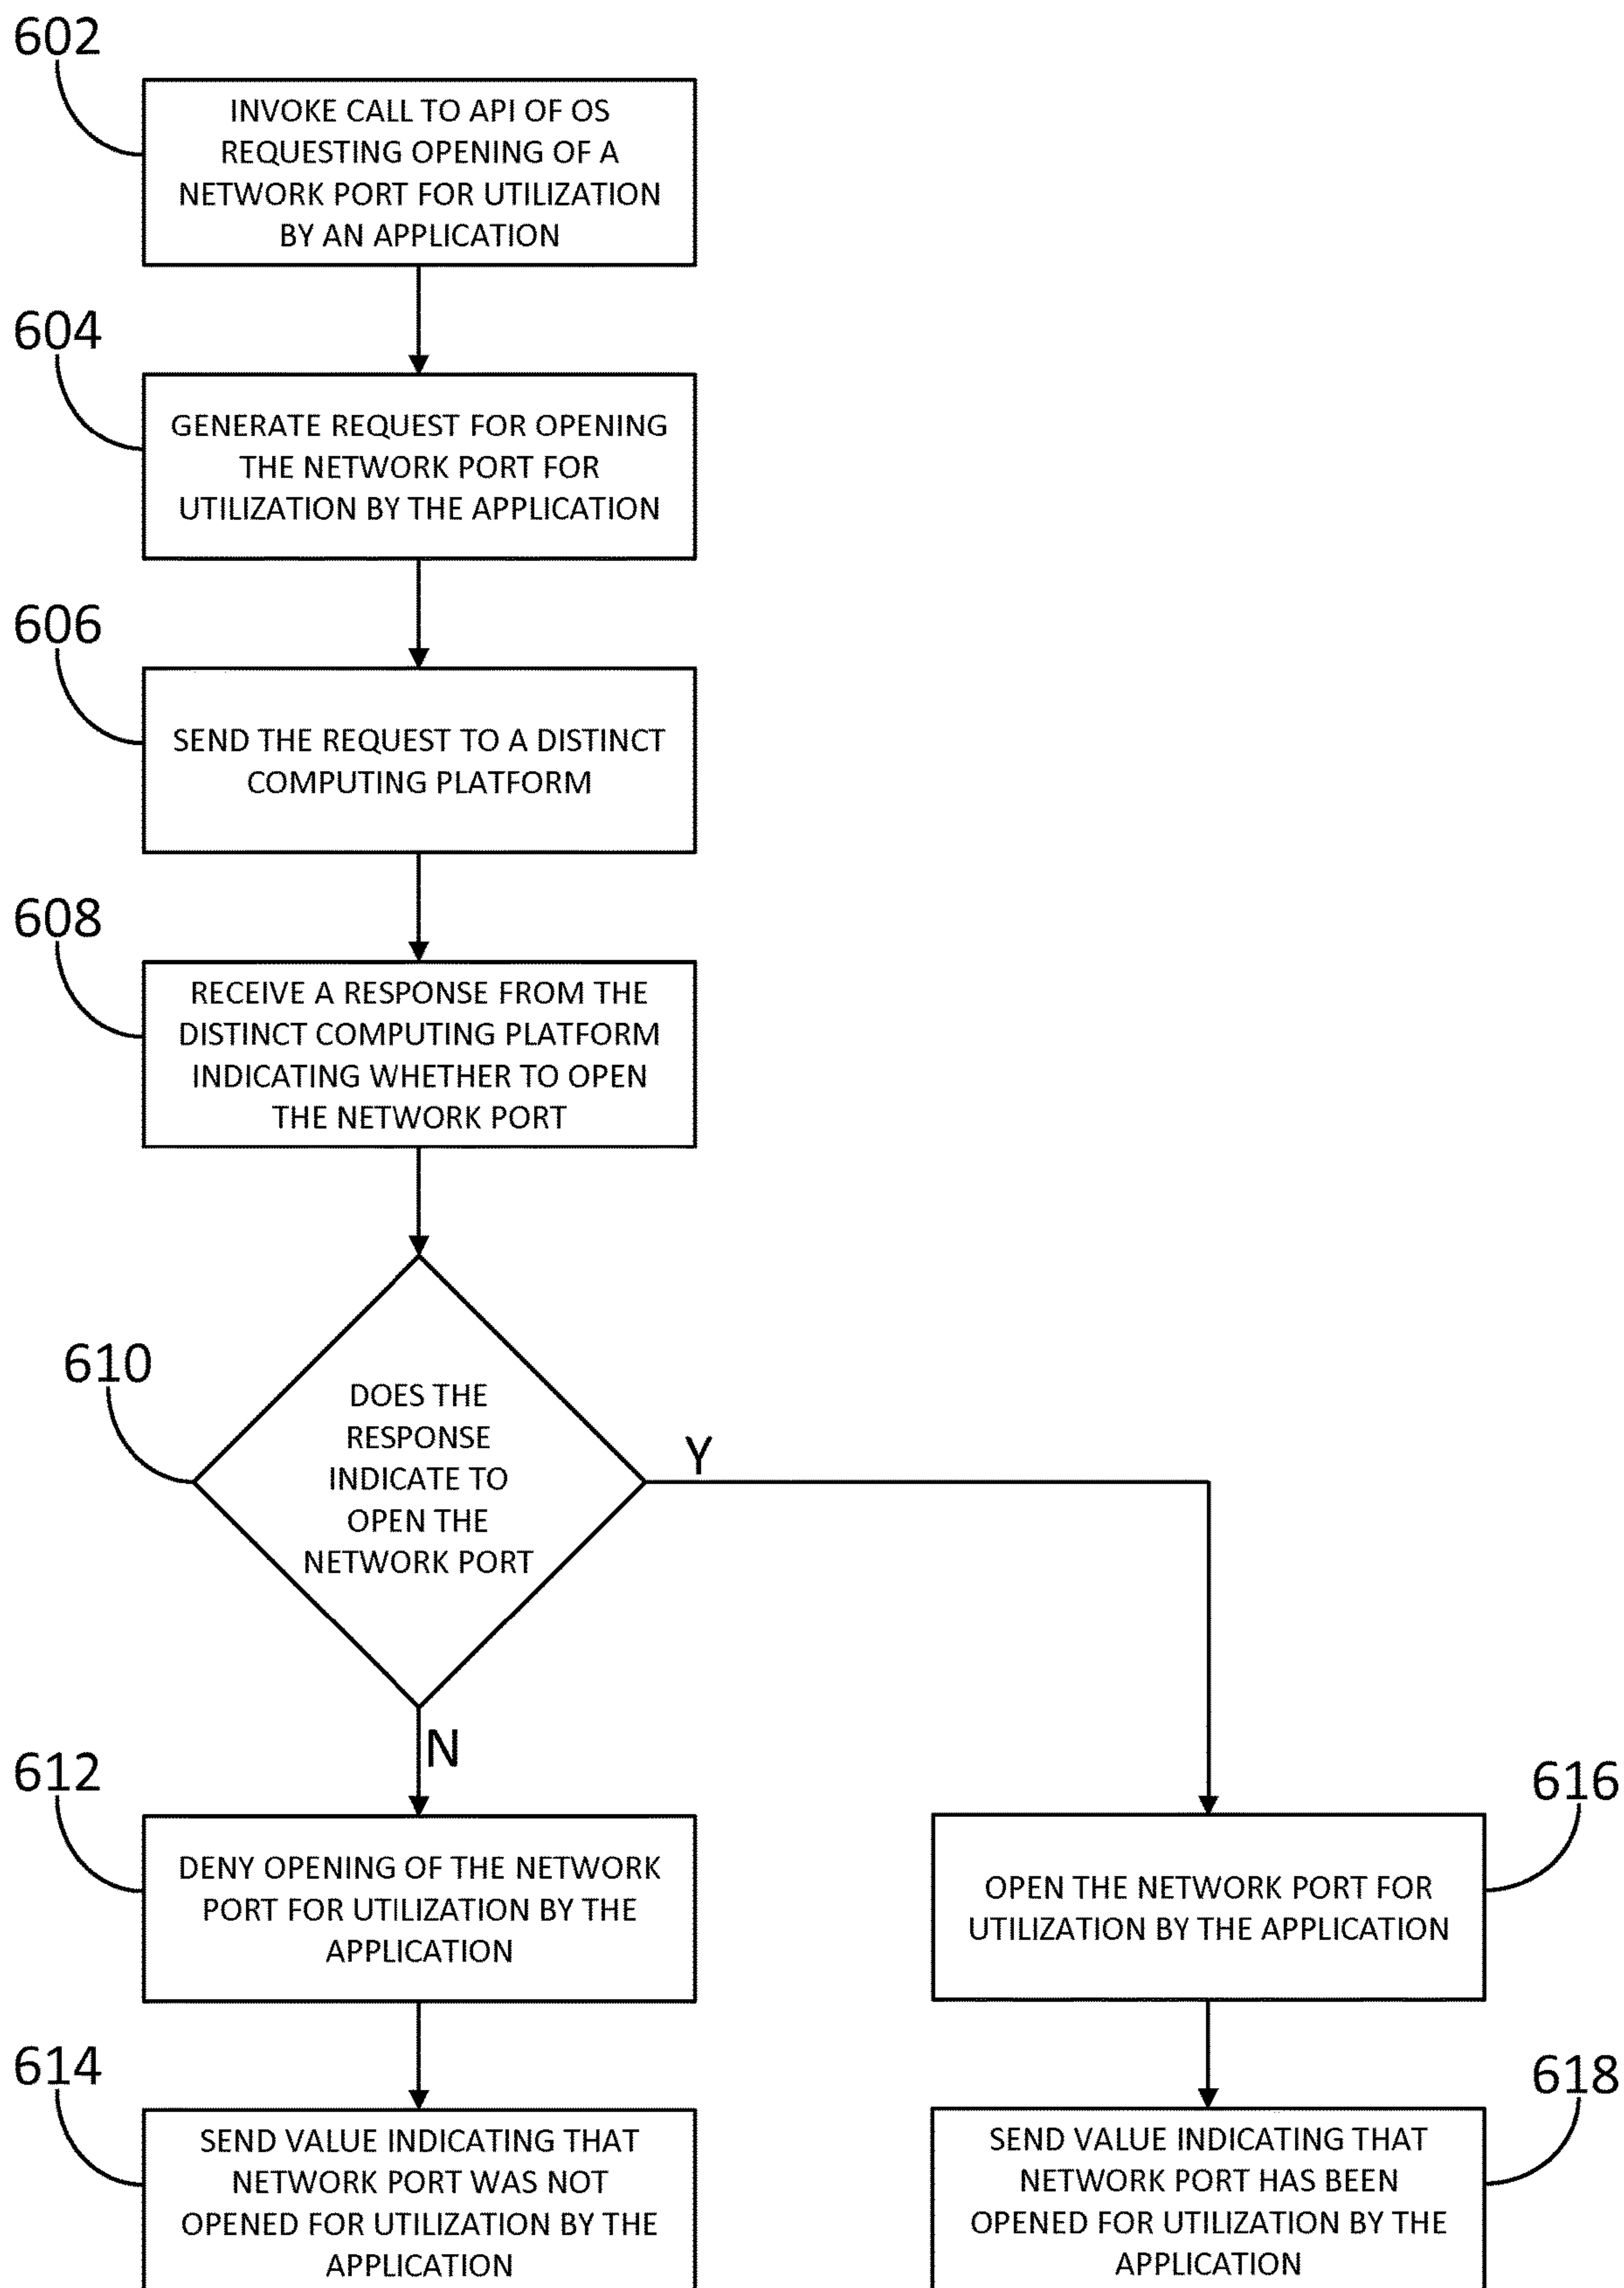 602
INVOKE CALL TO API OF OS
REQUESTING OPENING OF A
NETWORK PORT FOR UTILIZATION
BY AN APPLICATION
604
GENERATE REQUEST FOR OPENING
THE NETWORK PORT FOR
UTILIZATION BY THE APPLICATION
606
SEND THE REQUEST TO A DISTINCT
COMPUTING PLATFORM
608
RECEIVE A RESPONSE FROM THE
DISTINCT COMPUTING PLATFORM
INDICATING WHETHER TO OPEN
THE NETWORK PORT
610
DOES THE
RESPONSE
INDICATE TO
OPEN THE
NETWORK PORT
Y
N
612
DENY OPENING OF THE NETWORK
PORT FOR UTILIZATION BY THE
APPLICATION
616
OPEN THE NETWORK PORT FOR
UTILIZATION BY THE APPLICATION
614
SEND VALUE INDICATING THAT
NETWORK PORT WAS NOT
OPENED FOR UTILIZATION BY THE
APPLICATION
618
SEND VALUE INDICATING THAT
NETWORK PORT HAS BEEN
OPENED FOR UTILIZATION BY THE
APPLICATION